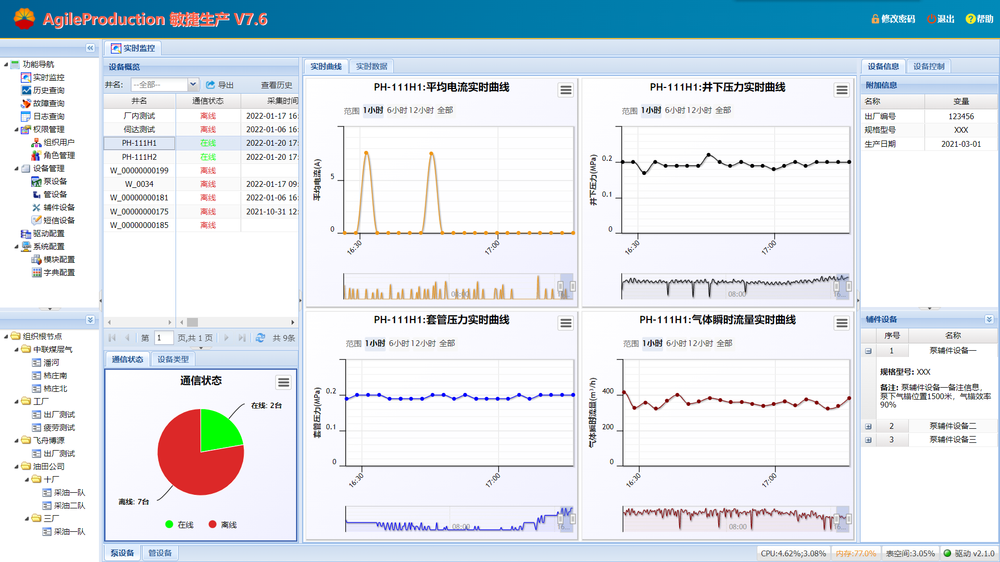 AgileProduction 敏捷生产 V7.6
修改密码
退出
帮助
功能导航
实时监控
历史查询
故障查询
日志查询
权限管理
组织用户
角色管理
设备管理
泵设备
管设备
辅件设备
短信设备
驱动配置
系统配置
模块配置
字典配置
组织根节点
中联煤层气
潘河
柿庄南
柿庄北
工厂
出厂测试
疲劳测试
飞舟博源
出厂测试
油田公司
十厂
采油一队
采油二队
三厂
采油一队
实时监控
设备概览
井名: --全部-- 导出 查看历史
井名 通信状态 采集时间
厂内测试 离线 2022-01-17 16:
伺达测试 离线 2022-01-06 16:
PH-111H1 在线 2022-01-20 17:
PH-111H2 在线 2022-01-20 17:
W_00000000199 离线
W_0034 离线 2022-01-17 09:
W_00000000181 离线 2022-01-06 16:
W_00000000175 离线 2021-10-31 12:
W_00000000185 离线
第 1 页,共 1 页 共 9条
通信状态 设备类型
通信状态
在线: 2台
离线: 7台
在线 离线
泵设备 管设备
实时曲线 实时数据
PH-111H1:平均电流实时曲线
范围 1小时 6小时 12小时 全部
平均电流(A)
5
0
16:30 17:00
08:00 16...
PH-111H1:井下压力实时曲线
范围 1小时 6小时 12小时 全部
井下压力(MPa)
0.2
0.1
0
16:30 17:00
08:00 16...
PH-111H1:套管压力实时曲线
范围 1小时 6小时 12小时 全部
套管压力(MPa)
0.2
0.1
0
16:30 17:00
08:00 16...
PH-111H1:气体瞬时流量实时曲线
范围 1小时 6小时 12小时 全部
气体瞬时流量(m³/h)
400
200
0
16:30 17:00
08:00 16...
设备信息 设备控制
附加信息
名称 变量
出厂编号 123456
规格型号 XXX
生产日期 2021-03-01
辅件设备
序号 名称
1 泵辅件设备一
规格型号: XXX
备注: 泵辅件设备一备注信息,
泵下气锚位置1500米，气锚效率
90%
2 泵辅件设备二
3 泵辅件设备三
CPU:4.62%;3.08% 内存:77.0% 表空间:3.05% 驱动 v2.1.0